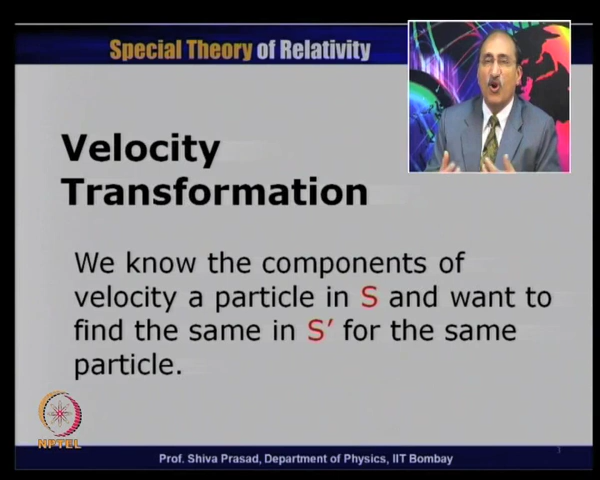 Special Theory of Relativity
Velocity
Transformation
We know the components of
velocity a particle in S and want to
find the same in S’ for the same
particle.
NPTEL
Prof. Shiva Prasad, Department of Physics, IIT Bombay
3